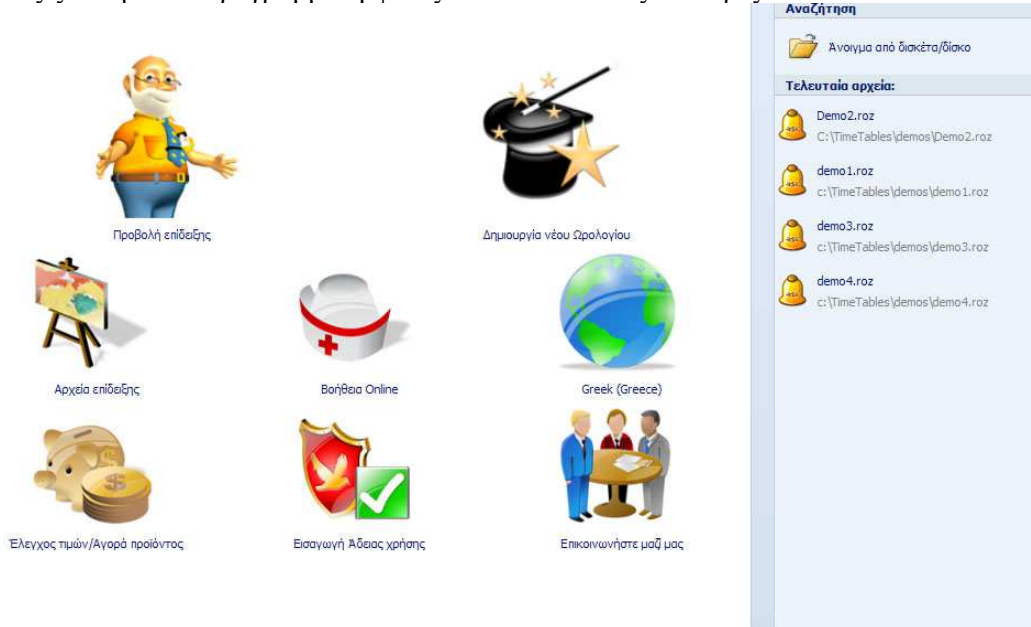 Αναζήτηση
Άνοιγμα από δισκέτα/δίσκο
Τελευταία αρχεία:
Demo2.roz
C:\TimeTables\demos\Demo2.roz
demo1.roz
c:\TimeTables\demos\demo1.roz
demo3.roz
c:\TimeTables\demos\demo3.roz
demo4.roz
c:\TimeTables\demos\demo4.roz
Προβολή επίδειξης
Δημιουργία νέου Ωρολογίου
Αρχεία επίδειξης
Βοήθεια Online
Greek (Greece)
Έλεγχος τιμών/Αγορά προϊόντος
Εισαγωγή Άδειας χρήσης
Επικοινωνήστε μαζί μας